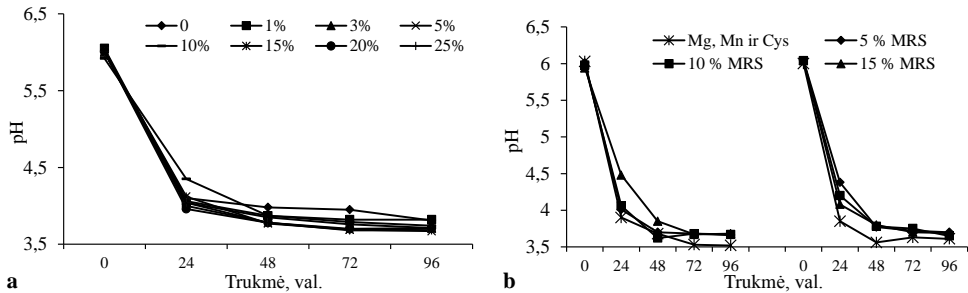 6,5
5,5
4,5
3,5
pH
0 1% 3% 5%
10% 15% 20% 25%
0 24 48 72 96
Trukmė, val.
a
6,5
6
5,5
5
4,5
4
3,5
pH
Mg, Mn ir Cys 5 % MRS
10 % MRS 15 % MRS
0 24 48 72 96 0 24 48 72 96
Trukmė, val.
b